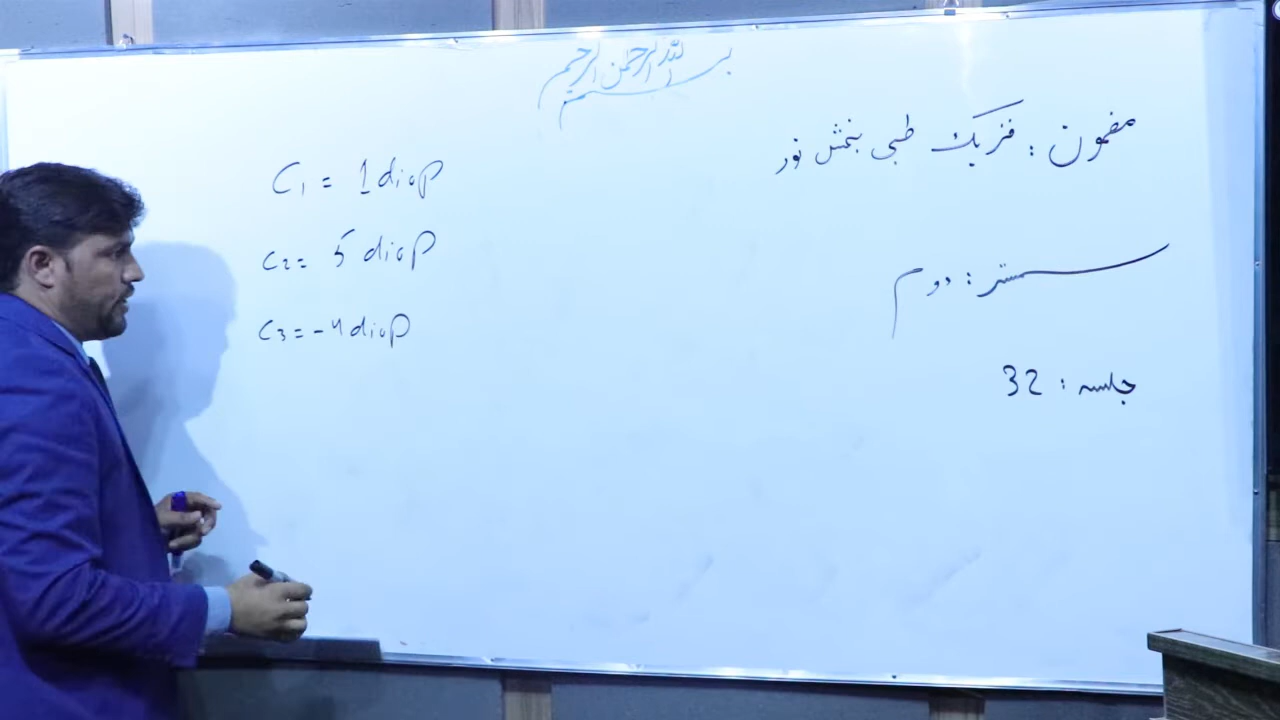 بسم الله الرحمن الرحیم
مضمون : فزیک طبی بخش نور
سمستر : دوم
جلسه : 32
C1 = 1 diop
C2 = 5 diop
C3 = -4 diop